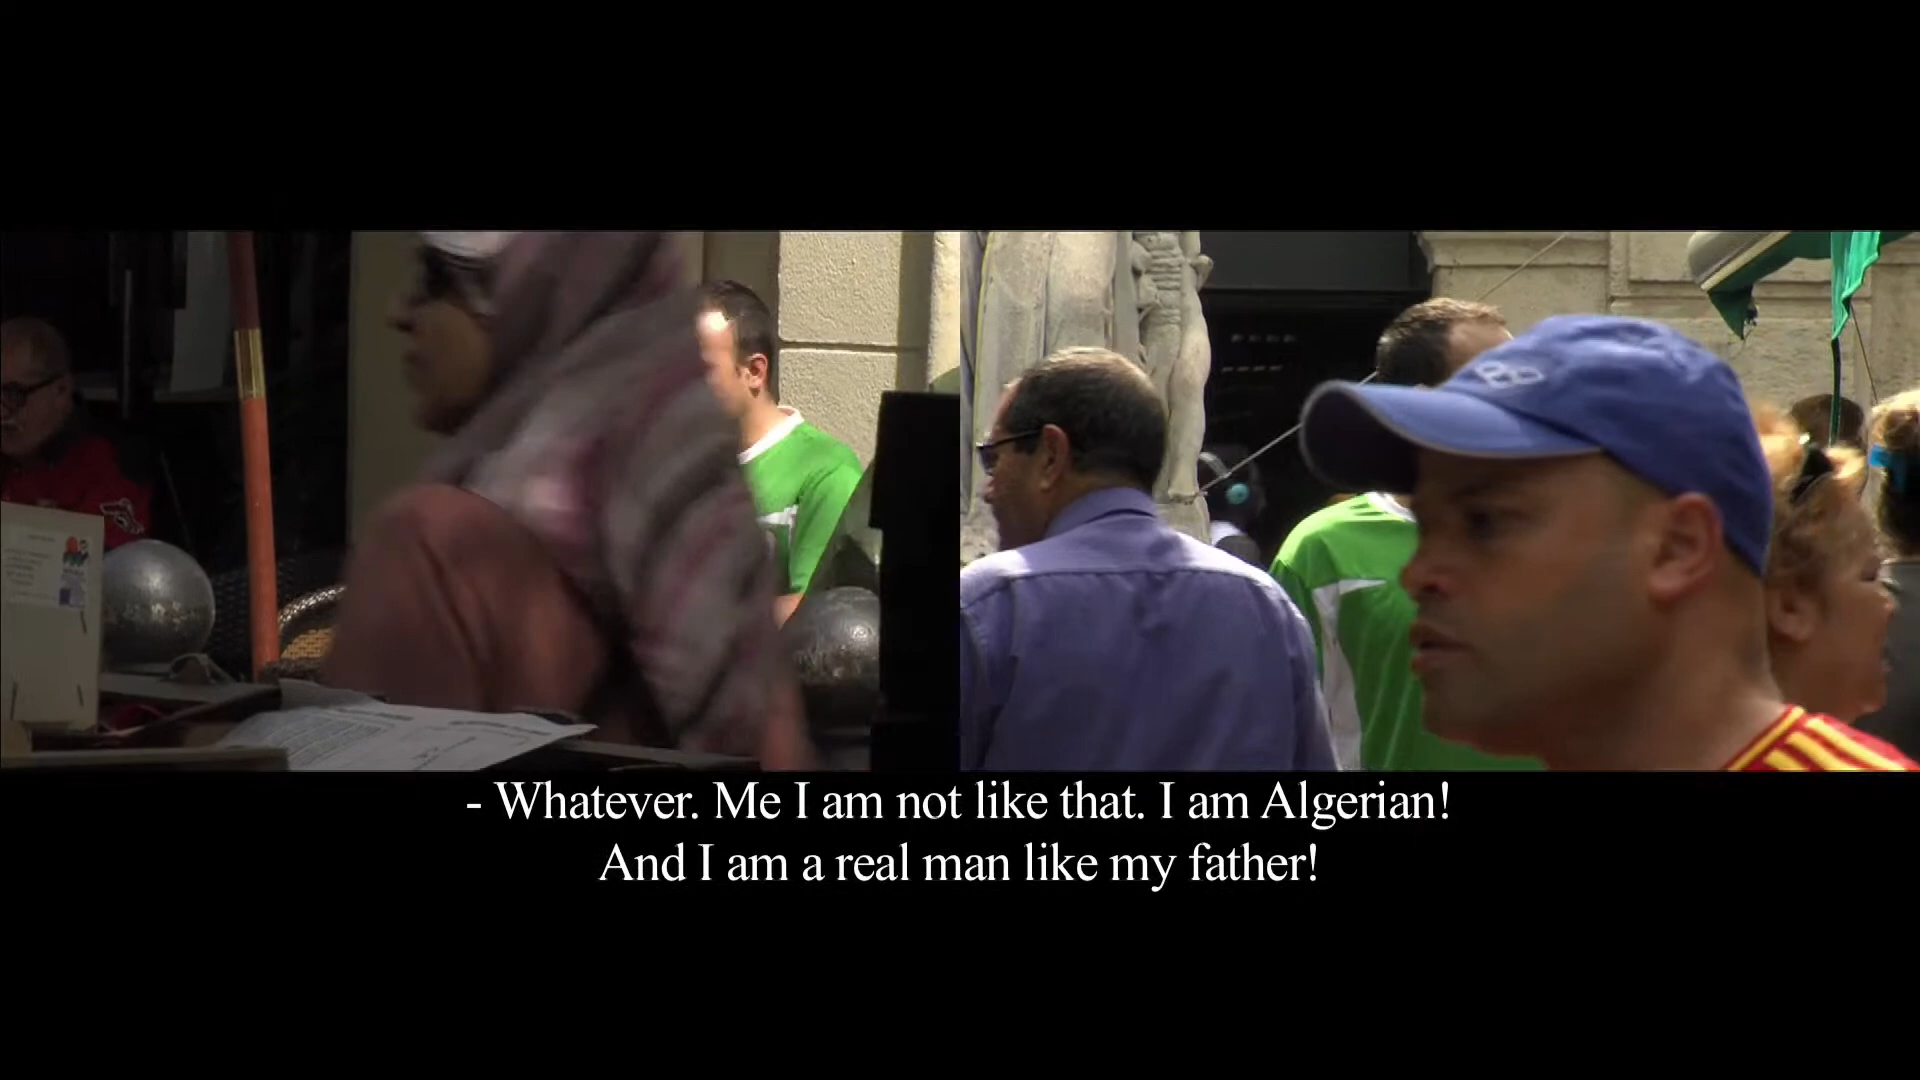 - Whatever. Me I am not like that. I am Algerian!
And I am a real man like my father!